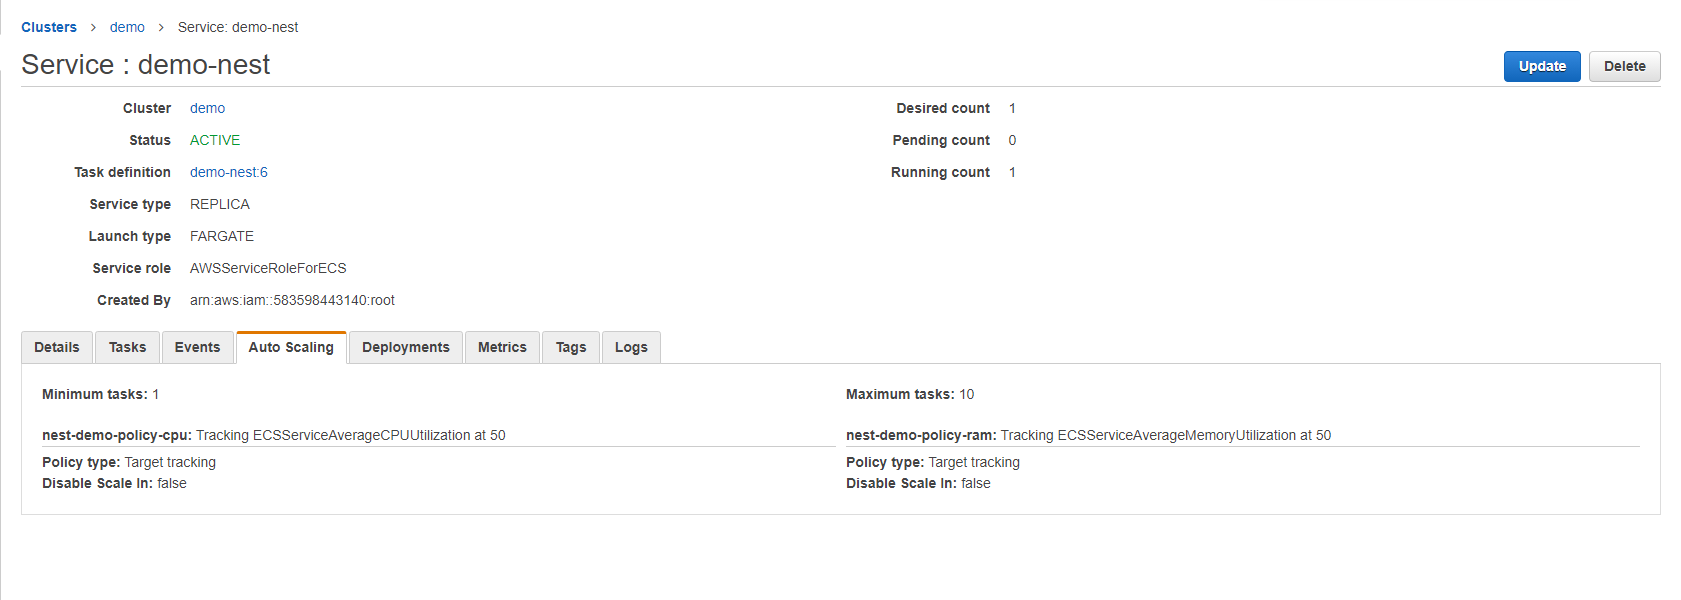 Clusters > demo > Service: demo-nest
Service : demo-nest
Update Delete
Cluster demo
Status ACTIVE
Task definition demo-nest:6
Service type REPLICA
Launch type FARGATE
Service role AWSServiceRoleForECS
Created By arn:aws:iam::583598443140:root
Desired count 1
Pending count 0
Running count 1
Details Tasks Events Auto Scaling Deployments Metrics Tags Logs
Minimum tasks: 1
Maximum tasks: 10
nest-demo-policy-cpu: Tracking ECSServiceAverageCPUUtilization at 50
Policy type: Target tracking
Disable Scale In: false
nest-demo-policy-ram: Tracking ECSServiceAverageMemoryUtilization at 50
Policy type: Target tracking
Disable Scale In: false